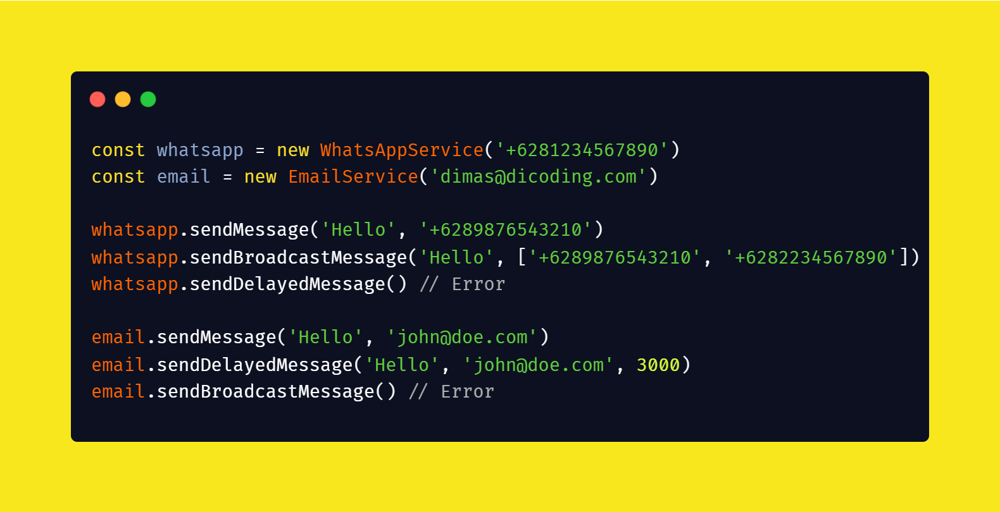 const whatsapp = new WhatsAppService('+6281234567890')
const email = new EmailService('dimas@dicoding.com')
whatsapp.sendMessage('Hello', '+6289876543210')
whatsapp.sendBroadcastMessage('Hello', ['+6289876543210', '+6282234567890'])
whatsapp.sendDelayedMessage() // Error
email.sendMessage('Hello', 'john@doe.com')
email.sendDelayedMessage('Hello', 'john@doe.com', 3000)
email.sendBroadcastMessage() // Error